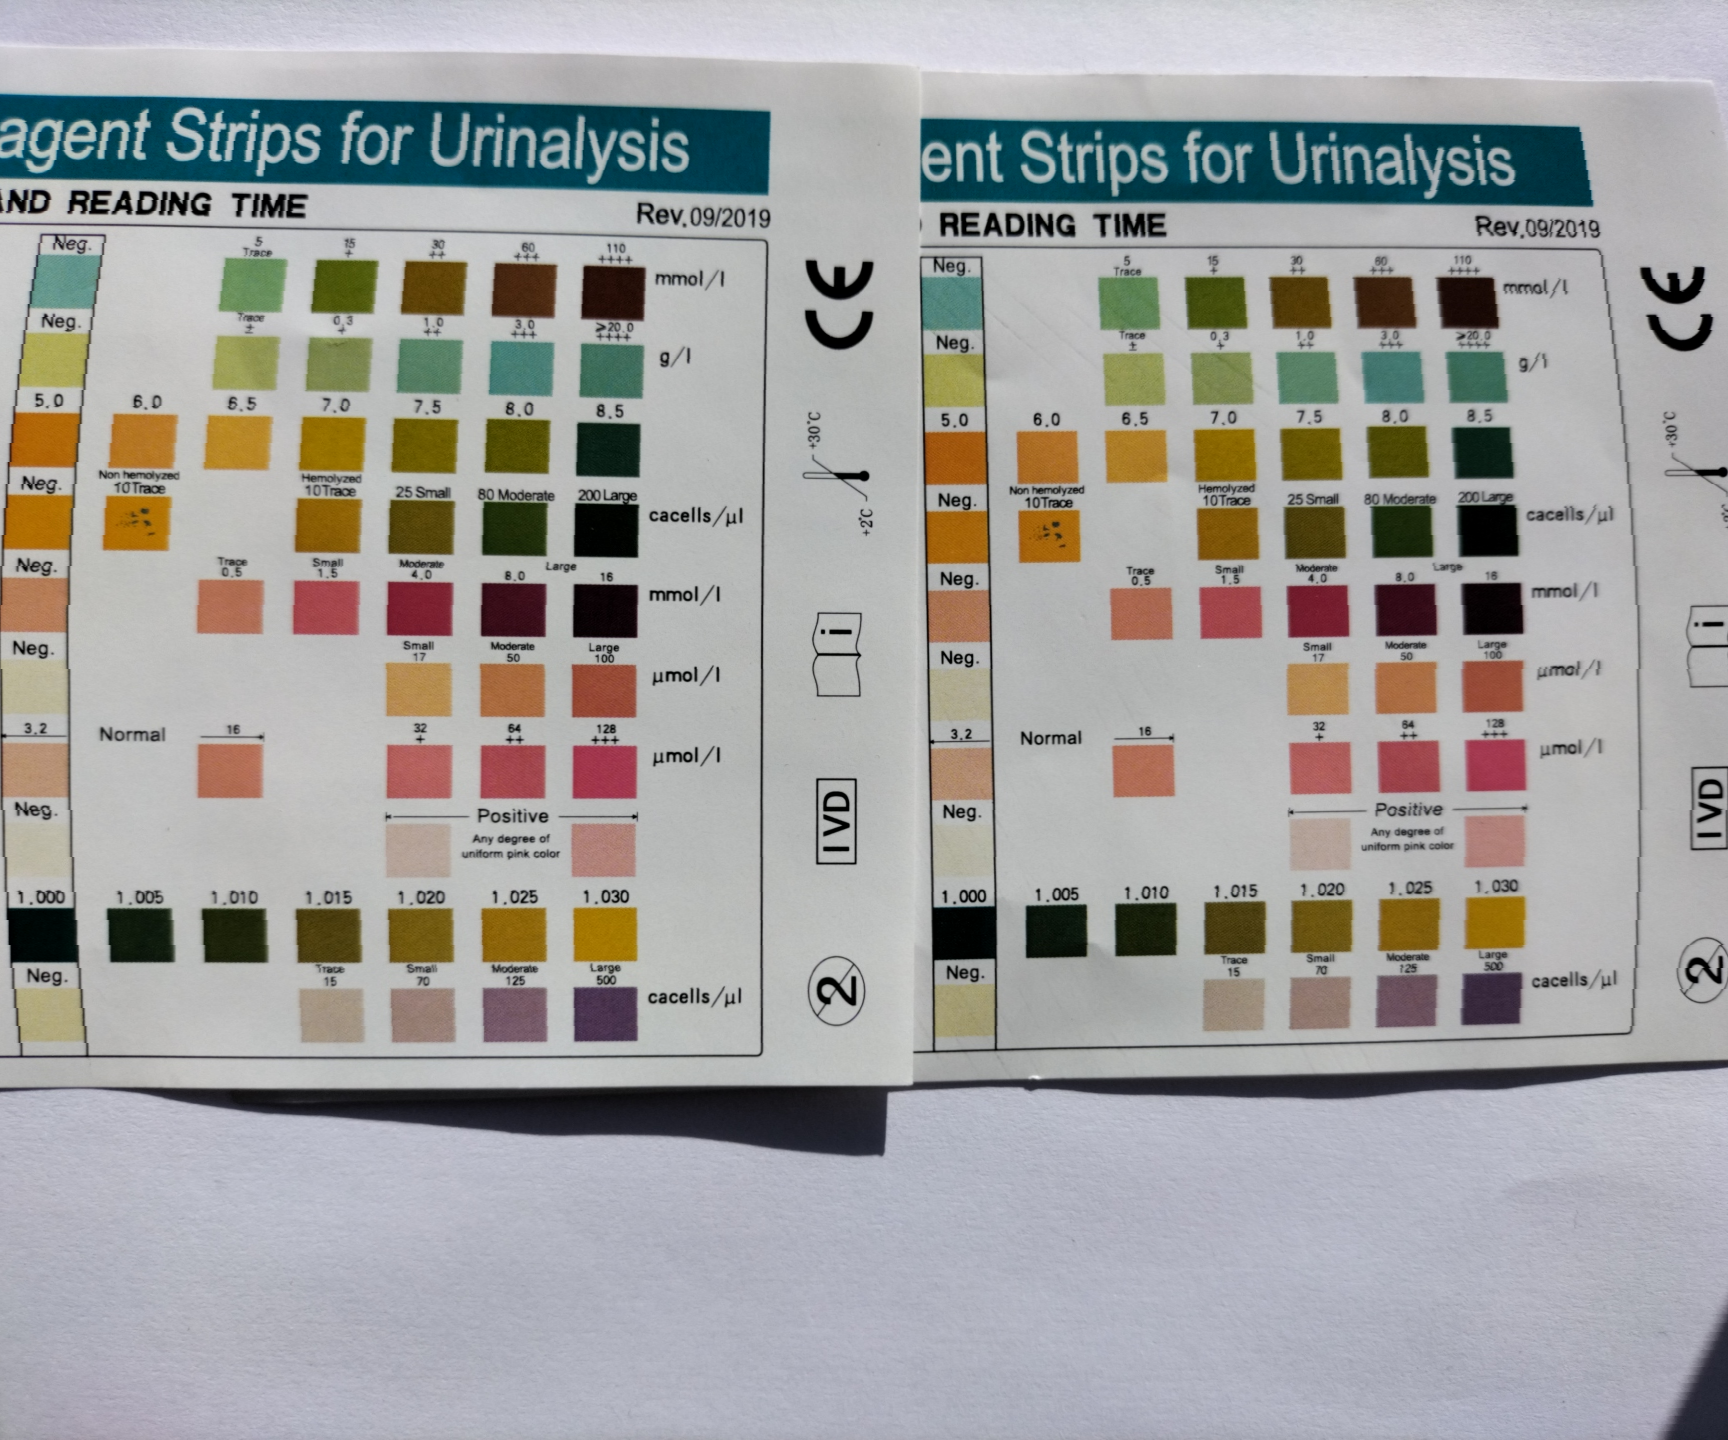 agent Strips for Urinalysis
AND READING TIME Rev.09/2019
Neg. 5 Trace 15 + 30 ++ 60 +++ 110 ++++ mmol/l
Neg. Trace ± 0.3 + 1.0 ++ 3.0 +++ ≥20.0 ++++ g/l
5.0 6.0 6.5 7.0 7.5 8.0 8.5
Neg. Non hemolyzed 10 Trace Hemolyzed 10 Trace 25 Small 80 Moderate 200 Large cacells/µl
Neg. Trace 0.5 Small 1.5 Moderate 4.0 8.0 Large 16 mmol/l
Neg. Small 17 Moderate 50 Large 100 µmol/l
3.2 Normal 16 32 + 64 ++ 128 +++ µmol/l
Neg. Positive
Any degree of
uniform pink color
1.000 1.005 1.010 1.015 1.020 1.025 1.030
Neg. Trace 15 Small 70 Moderate 125 Large 500 cacells/µl
CE
+2°C +30°C
i
IVD
2
ent Strips for Urinalysis
READING TIME Rev.09/2019
Neg. 5 Trace 15 + 30 ++ 60 +++ 110 ++++ mmol/l
Neg. Trace ± 0.3 + 1.0 ++ 3.0 +++ ≥20.0 ++++ g/l
5.0 6.0 6.5 7.0 7.5 8.0 8.5
Neg. Non hemolyzed 10 Trace Hemolyzed 10 Trace 25 Small 80 Moderate 200 Large cacells/µl
Neg. Trace 0.5 Small 1.5 Moderate 4.0 8.0 Large 16 mmol/l
Neg. Small 17 Moderate 50 Large 100 µmol/l
3.2 Normal 16 32 + 64 ++ 128 +++ µmol/l
Neg. Positive
Any degree of
uniform pink color
1.000 1.005 1.010 1.015 1.020 1.025 1.030
Neg. Trace 15 Small 70 Moderate 125 Large 500 cacells/µl
CE
+30°C
i
IVD
2